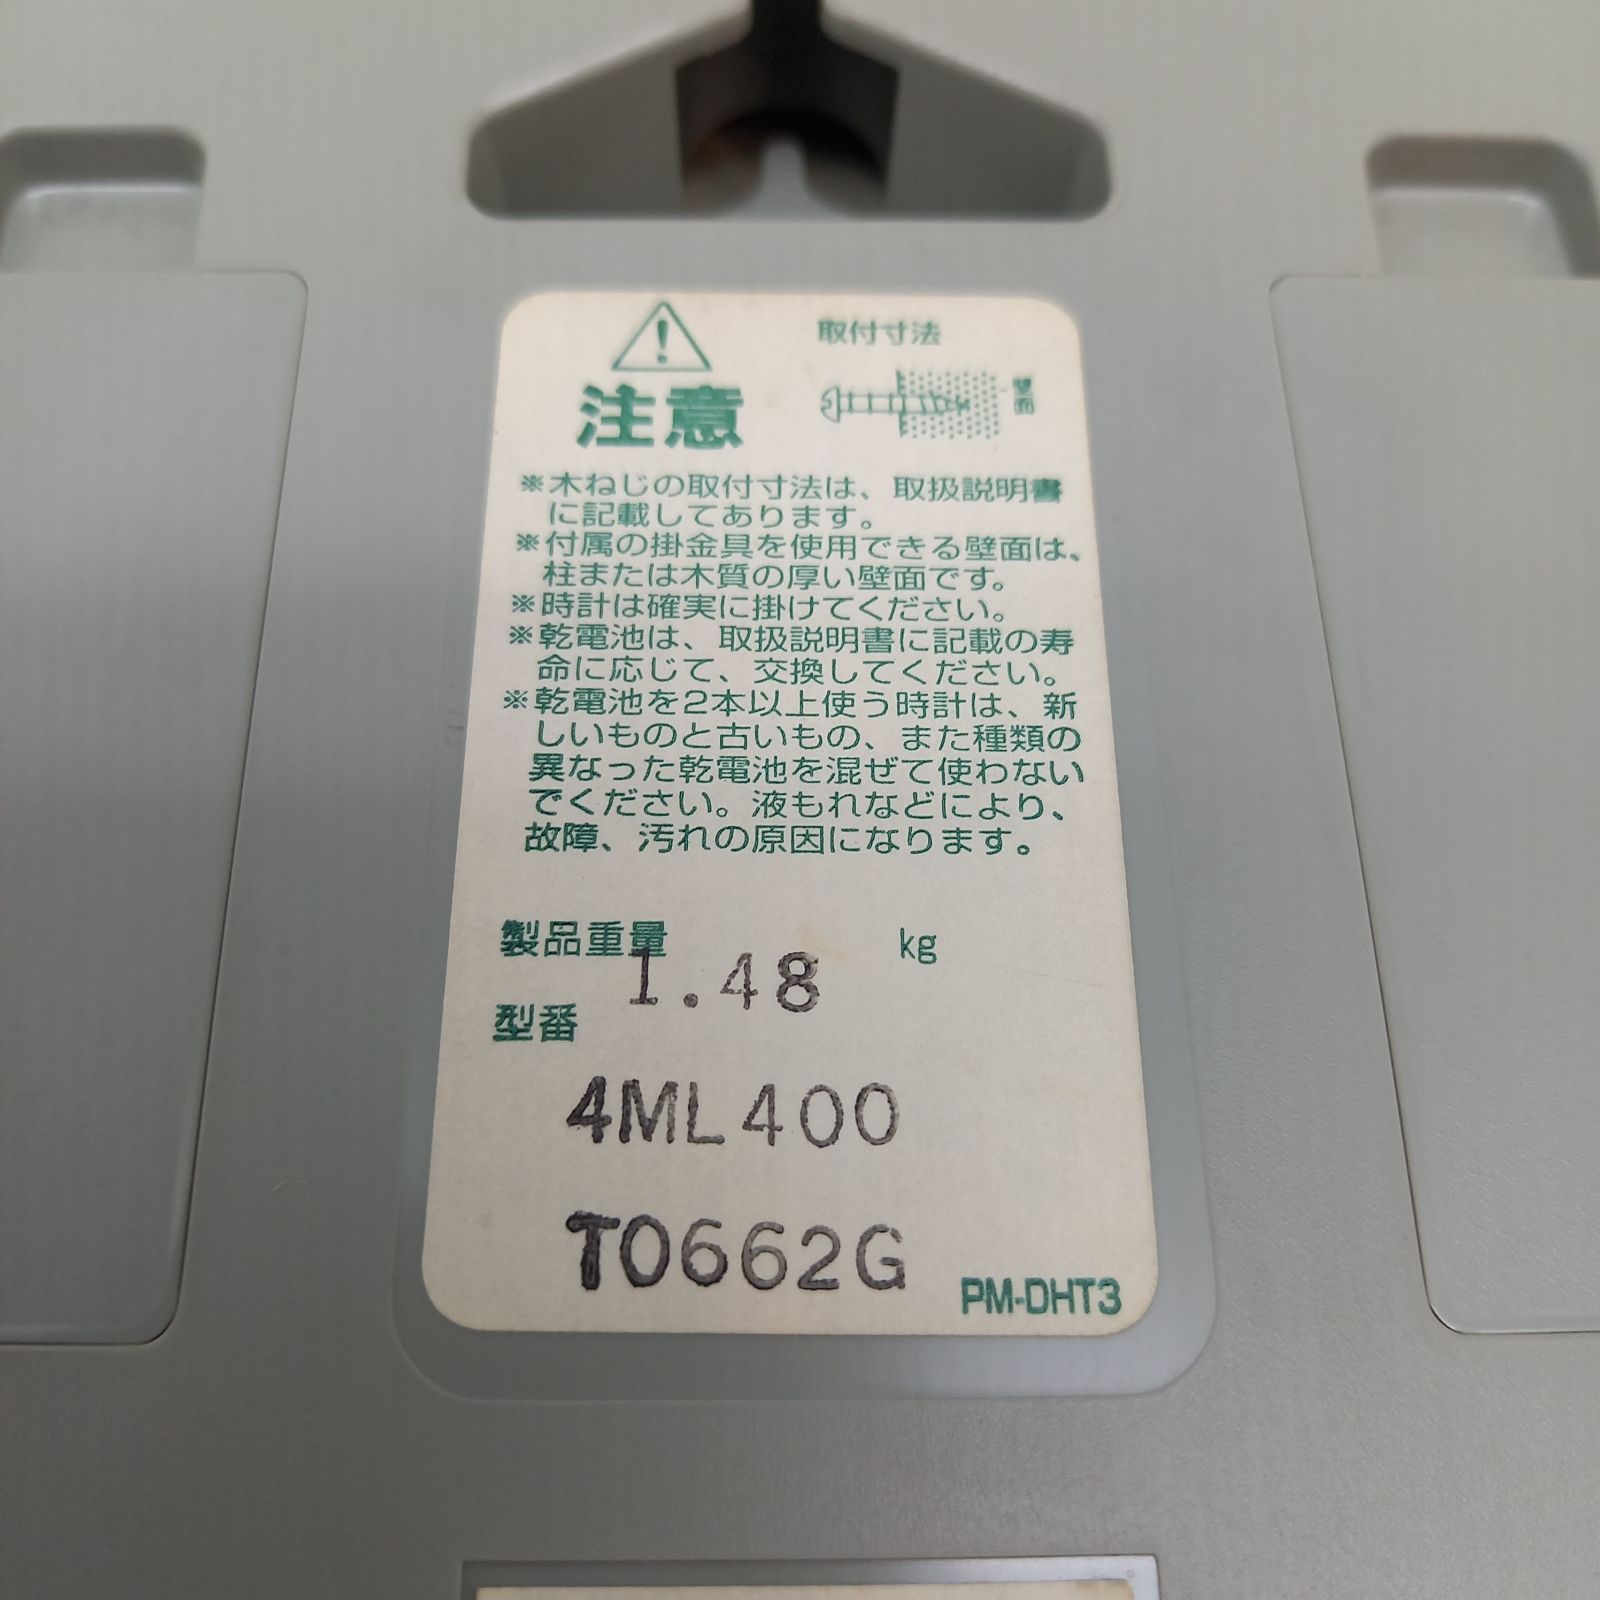 注意
取付寸法
壁面
※木ねじの取付寸法は、取扱説明書
に記載してあります。
※付属の掛金具を使用できる壁面は、
柱または木質の厚い壁面です。
※時計は確実に掛けてください。
※乾電池は、取扱説明書に記載の寿
命に応じて、交換してください。
※乾電池を2本以上使う時計は、新
しいものと古いもの、また種類の
異なった乾電池を混ぜて使わない
でください。液もれなどにより、
故障、汚れの原因になります。
製品重量 1.48 kg
型番
4ML400
T0662G
PM-DHT3